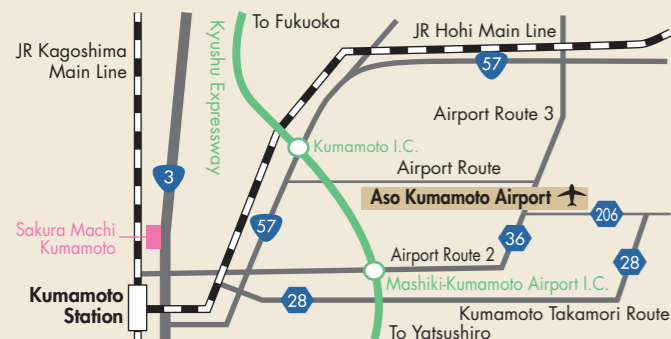 To Fukuoka
JR Hohi Main Line
JR Kagoshima
Main Line
Kyushu Expressway
57
Airport Route 3
Kumamoto I.C.
Airport Route
3
Aso Kumamoto Airport
206
57
Sakura Machi
Kumamoto
36
Airport Route 2
28
Mashiki-Kumamoto Airport I.C.
Kumamoto
Station
28
Kumamoto Takamori Route
To Yatsushiro